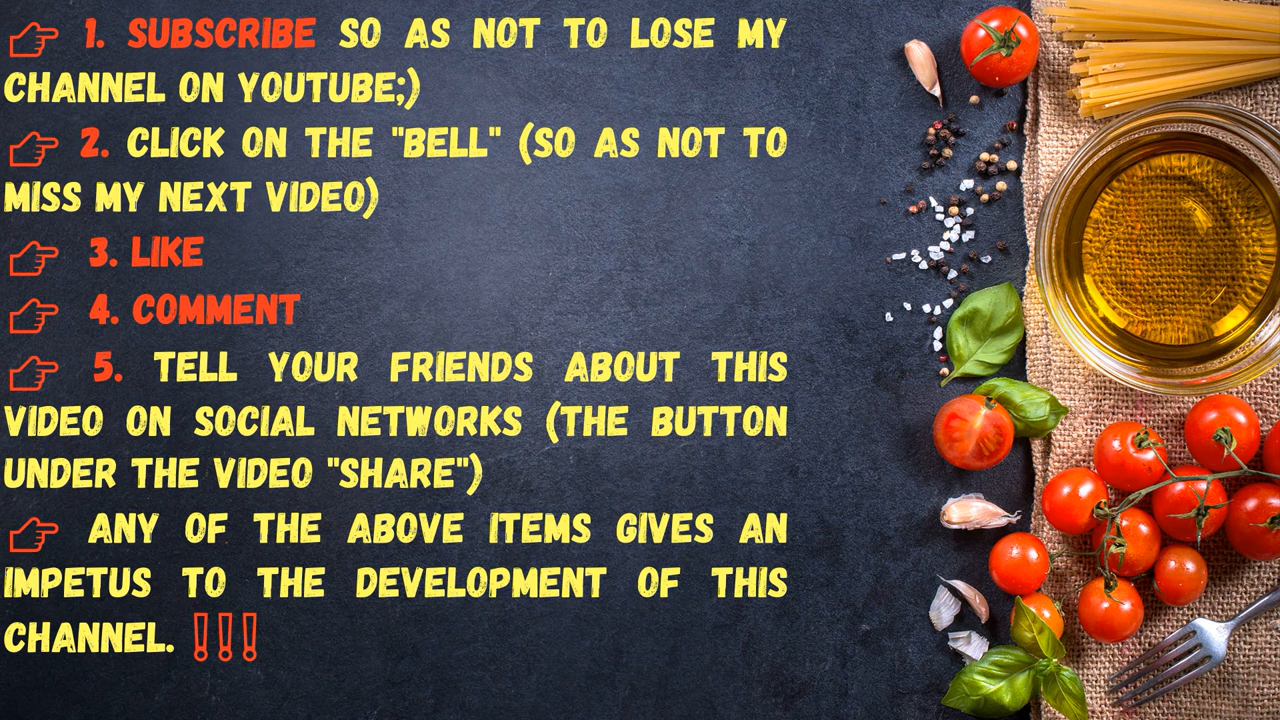 👉 1. SUBSCRIBE SO AS NOT TO LOSE MY
CHANNEL ON YOUTUBE;)
👉 2. CLICK ON THE "BELL" (SO AS NOT TO
MISS MY NEXT VIDEO)
👉 3. LIKE
👉 4. COMMENT
👉 5. TELL YOUR FRIENDS ABOUT THIS
VIDEO ON SOCIAL NETWORKS (THE BUTTON
UNDER THE VIDEO "SHARE")
👉 ANY OF THE ABOVE ITEMS GIVES AN
IMPETUS TO THE DEVELOPMENT OF THIS
CHANNEL. ❗❗❗